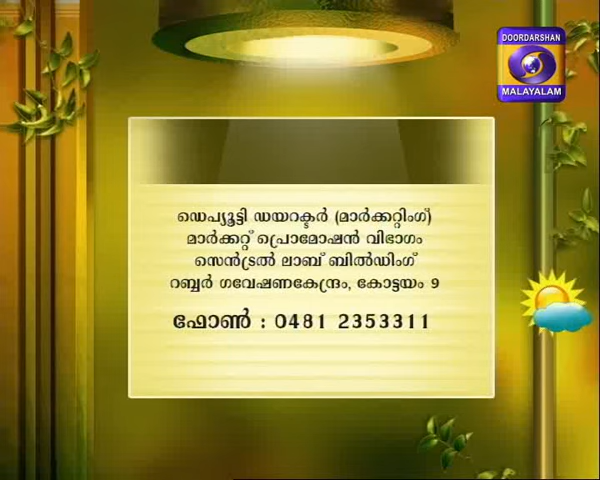 DOORDARSHAN
MALAYALAM
ഡെപ്യൂട്ടി ഡയറക്ടർ (മാർക്കറ്റിംഗ്)
മാർക്കറ്റ് പ്രൊമോഷൻ വിഭാഗം
സെൻട്രൽ ലാബ് ബിൽഡിംഗ്
റബ്ബർ ഗവേഷണകേന്ദ്രം, കോട്ടയം 9
ഫോൺ : 0481 2353311